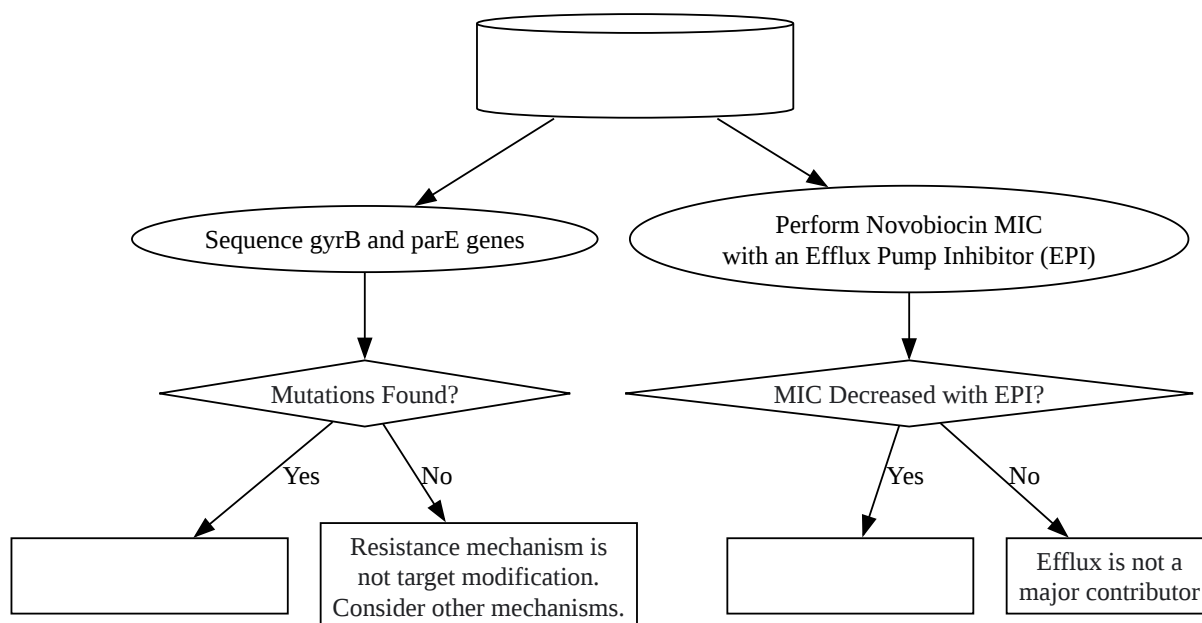 Sequence gyrB and parE genes
Perform Novobiocin MIC
with an Efflux Pump Inhibitor (EPI)
Mutations Found?
MIC Decreased with EPI?
Yes
No
Yes
No
Resistance mechanism is
not target modification.
Consider other mechanisms.
Efflux is not a
major contributor